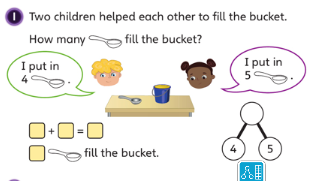 1 Two children helped each other to fill the bucket.
How many fill the bucket?
I put in
4 .
I put in
5 .
+ =
4 5
fill the bucket.